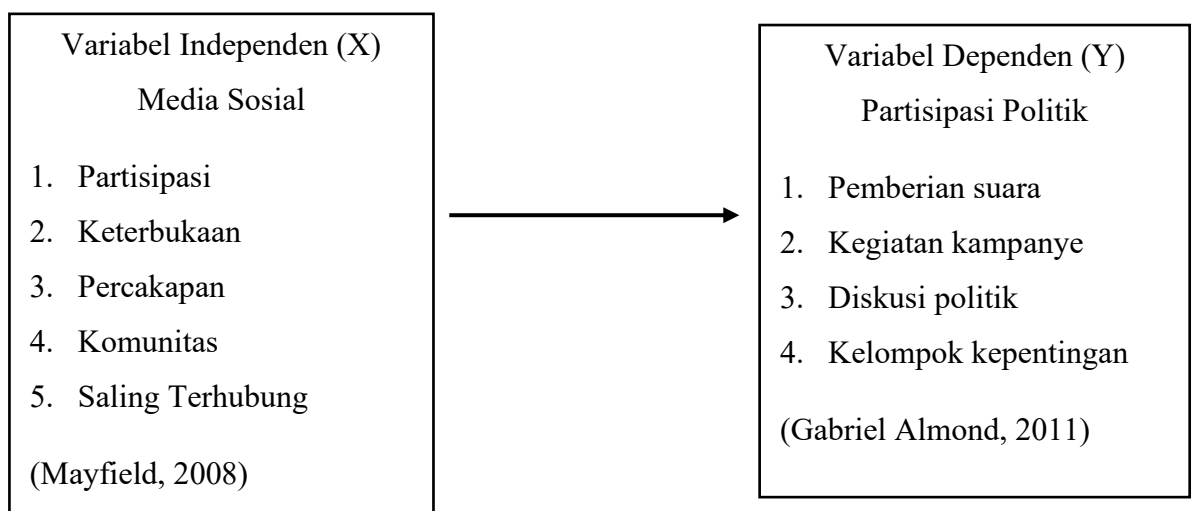 Variabel Independen (X)
Media Sosial
1. Partisipasi
2. Keterbukaan
3. Percakapan
4. Komunitas
5. Saling Terhubung
(Mayfield, 2008)
Variabel Dependen (Y)
Partisipasi Politik
1. Pemberian suara
2. Kegiatan kampanye
3. Diskusi politik
4. Kelompok kepentingan
(Gabriel Almond, 2011)